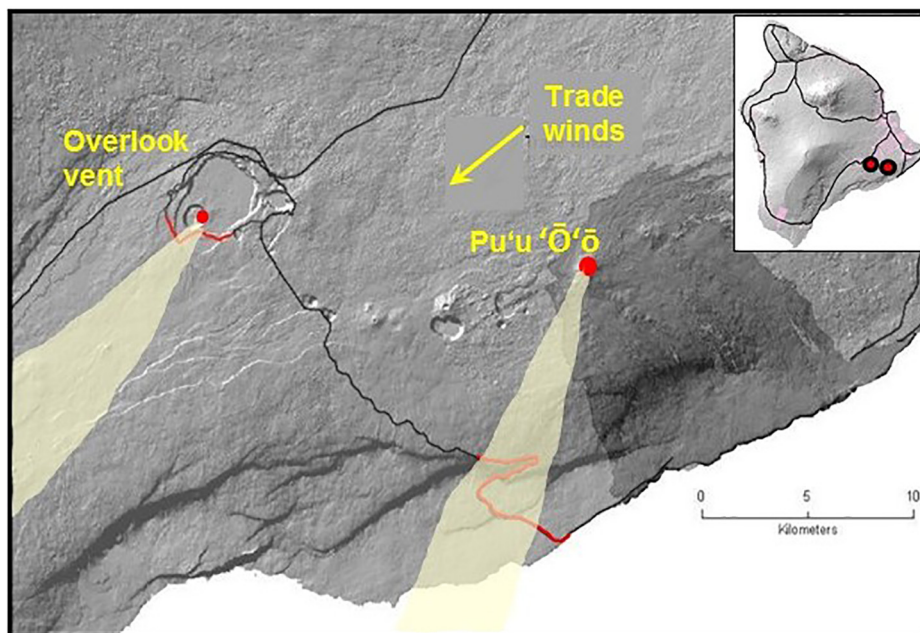 Trade
winds
Overlook
vent
Pu‘u ‘Ō‘ō
0 5 10
Kilometers